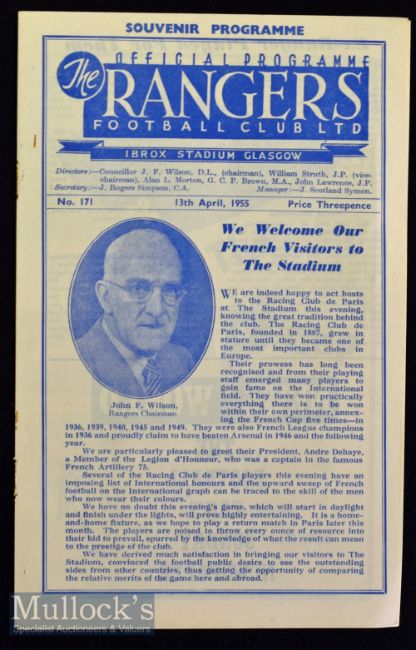 SOUVENIR PROGRAMME
OFFICIAL PROGRAMME
The
RANGERS
FOOTBALL CLUB LTD
IBROX STADIUM GLASGOW
Directors:—Councillor J. F. Wilson, D.L., (chairman), William Struth, J.P. (vice-
chairman), Alan L. Morton, G. C. P. Brown, M.A., John Lawrence, J.P.
Secretary:—J. Rogers Simpson, C.A. Manager:—J. Scotland Symon.
No. 171 13th April, 1955 Price Threepence
We Welcome Our
French Visitors to
The Stadium
WE are indeed happy to act hosts
to the Racing Club de Paris
at The Stadium this evening,
knowing the great tradition behind
the club. The Racing Club de
Paris, founded in 1887, grew in
stature until they became one of
the most important clubs in
Europe.
Their prowess has long been
recognised and from their playing
staff emerged many players to
gain fame on the International
field. They have won practically
everything there is to be won
within their own perimeter, annex-
ing the French Cup five times—in
John F. Wilson,
Rangers Chairman
1936, 1939, 1940, 1945 and 1949. They were also French League champions
in 1936 and proudly claim to have beaten Arsenal in 1946 and the following
year.
We are particularly pleased to greet their President, Andre Dehaye,
a Member of the Legion d'Honneur, who was a captain in the famous
French Artillery 75.
Several of the Racing Club de Paris players this evening have an
imposing list of International honours and the upward sweep of French
football on the International graph can be traced to the skill of the men
who now wear their colours.
We have no doubt this evening's game, which will start in daylight
and finish under the lights, will prove highly entertaining. It is a home-
and-home fixture, as we hope to play a return match in Paris later this
month. The players are poised to throw every ounce of resource into
their bid to prevail, spurred by the knowledge of what the result can mean
to the prestige of the club.
We have derived much satisfaction in bringing our visitors to The
Stadium, convinced the football public desire to see the outstanding
sides from other countries, thus getting the opportunity of comparing
the relative merits of the game here and abroad.
Mullock's
Specialist Auctioneers & Valuers